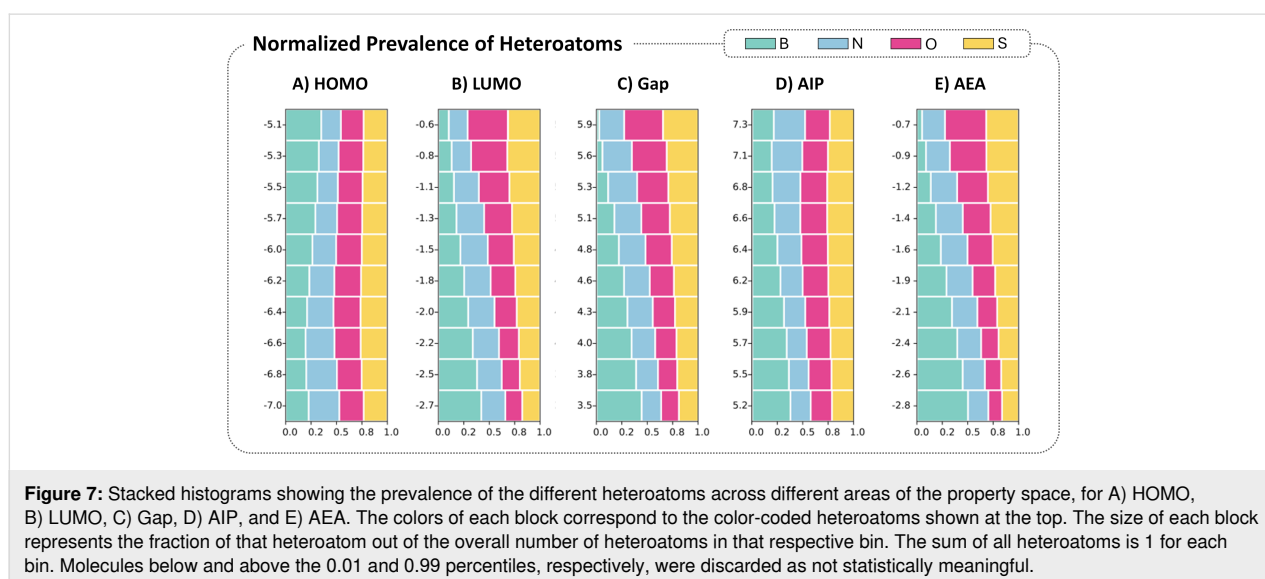 Normalized Prevalence of Heteroatoms
B N O S
A) HOMO B) LUMO C) Gap D) AIP E) AEA
-5.1 -0.6 5.9 7.3 -0.7
-5.3 -0.8 5.6 7.1 -0.9
-5.5 -1.1 5.3 6.8 -1.2
-5.7 -1.3 5.1 6.6 -1.4
-6.0 -1.5 4.8 6.4 -1.6
-6.2 -1.8 4.6 6.2 -1.9
-6.4 -2.0 4.3 5.9 -2.1
-6.6 -2.2 4.0 5.7 -2.4
-6.8 -2.5 3.8 5.5 -2.6
-7.0 -2.7 3.5 5.2 -2.8
0.0 0.2 0.5 0.8 1.0 0.0 0.2 0.5 0.8 1.0 0.0 0.2 0.5 0.8 1.0 0.0 0.2 0.5 0.8 1.0 0.0 0.2 0.5 0.8 1.0
Figure 7: Stacked histograms showing the prevalence of the different heteroatoms across different areas of the property space, for A) HOMO,
B) LUMO, C) Gap, D) AIP, and E) AEA. The colors of each block correspond to the color-coded heteroatoms shown at the top. The size of each block
represents the fraction of that heteroatom out of the overall number of heteroatoms in that respective bin. The sum of all heteroatoms is 1 for each
bin. Molecules below and above the 0.01 and 0.99 percentiles, respectively, were discarded as not statistically meaningful.